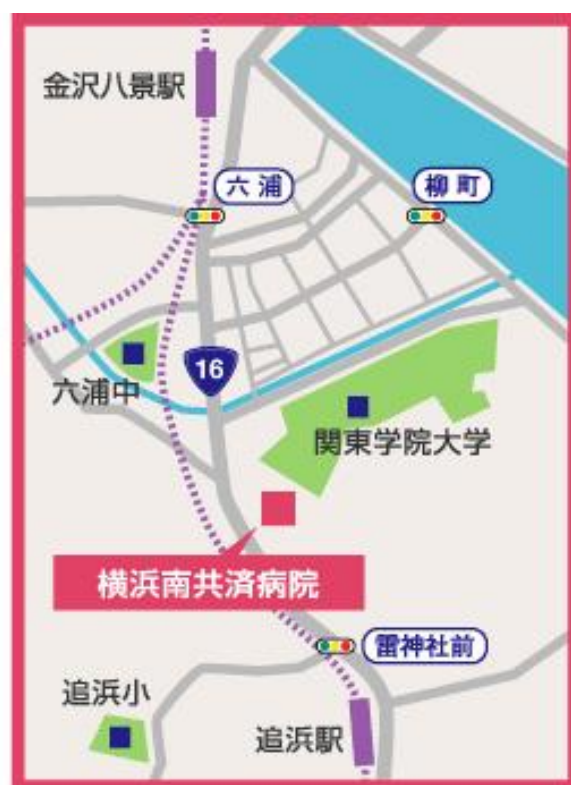 金沢八景駅
六浦
柳町
16
六浦中
関東学院大学
横浜南共済病院
雷神社前
追浜小
追浜駅